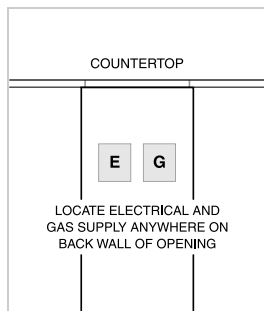 COUNTERTOP
E G
LOCATE ELECTRICAL AND
GAS SUPPLY ANYWHERE ON
BACK WALL OF OPENING